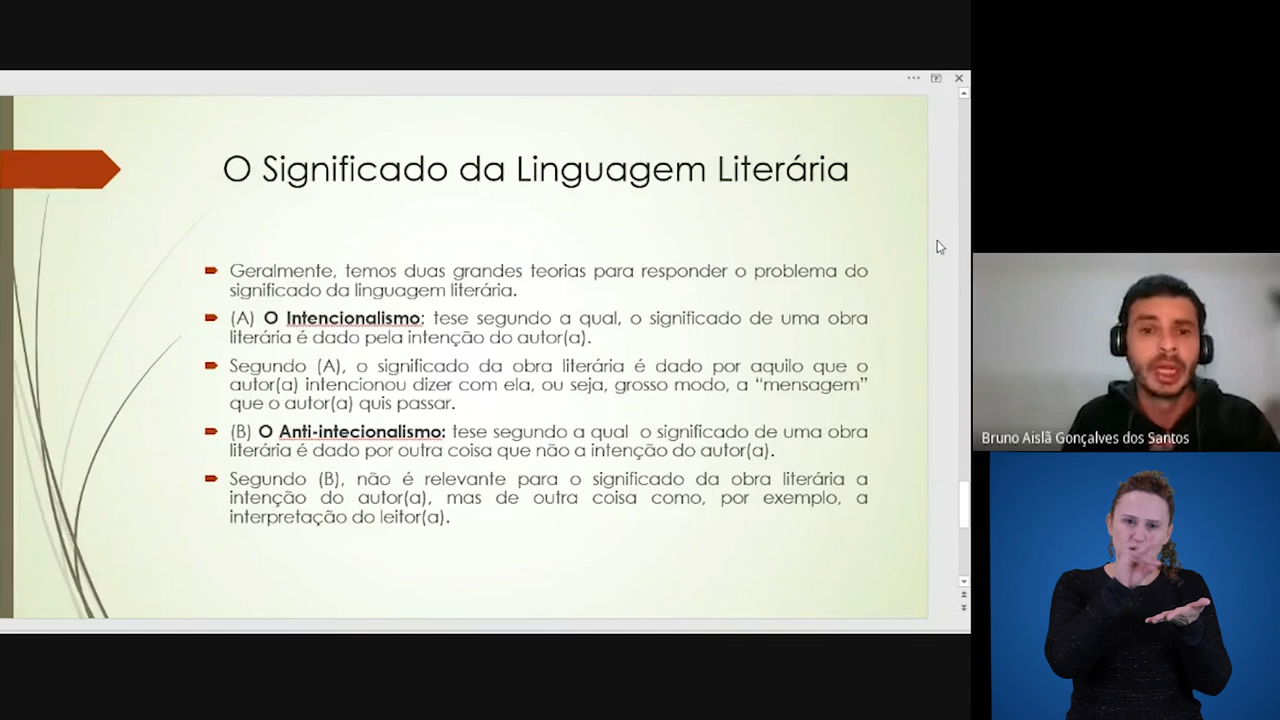 O Significado da Linguagem Literária
Geralmente, temos duas grandes teorias para responder o problema do
significado da linguagem literária.
(A) O Intencionalismo: tese segundo a qual, o significado de uma obra
literária é dado pela intenção do autor(a).
Segundo (A), o significado da obra literária é dado por aquilo que o
autor(a) intencionou dizer com ela, ou seja, grosso modo, a “mensagem”
que o autor(a) quis passar.
(B) O Anti-intecionalismo: tese segundo a qual o significado de uma obra
literária é dado por outra coisa que não a intenção do autor(a).
Segundo (B), não é relevante para o significado da obra literária a
intenção do autor(a), mas de outra coisa como, por exemplo, a
interpretação do leitor(a).
Bruno Aislã Gonçalves dos Santos